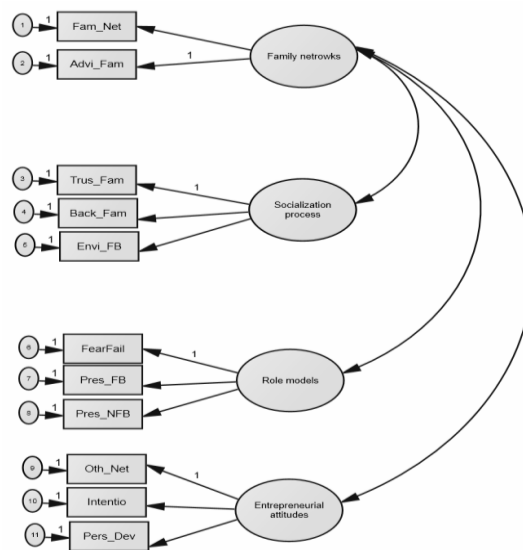 1 1 Fam_Net
2 1 Advi_Fam 1 Family netrowks
3 1 Trus_Fam 1
4 1 Back_Fam Socialization
process
5 1 Envi_FB
6 1 FearFail 1
7 1 Pres_FB Role models
8 1 Pres_NFB
9 1 Oth_Net 1
10 1 Intentio Entrepreneurial
attitudes
11 1 Pers_Dev